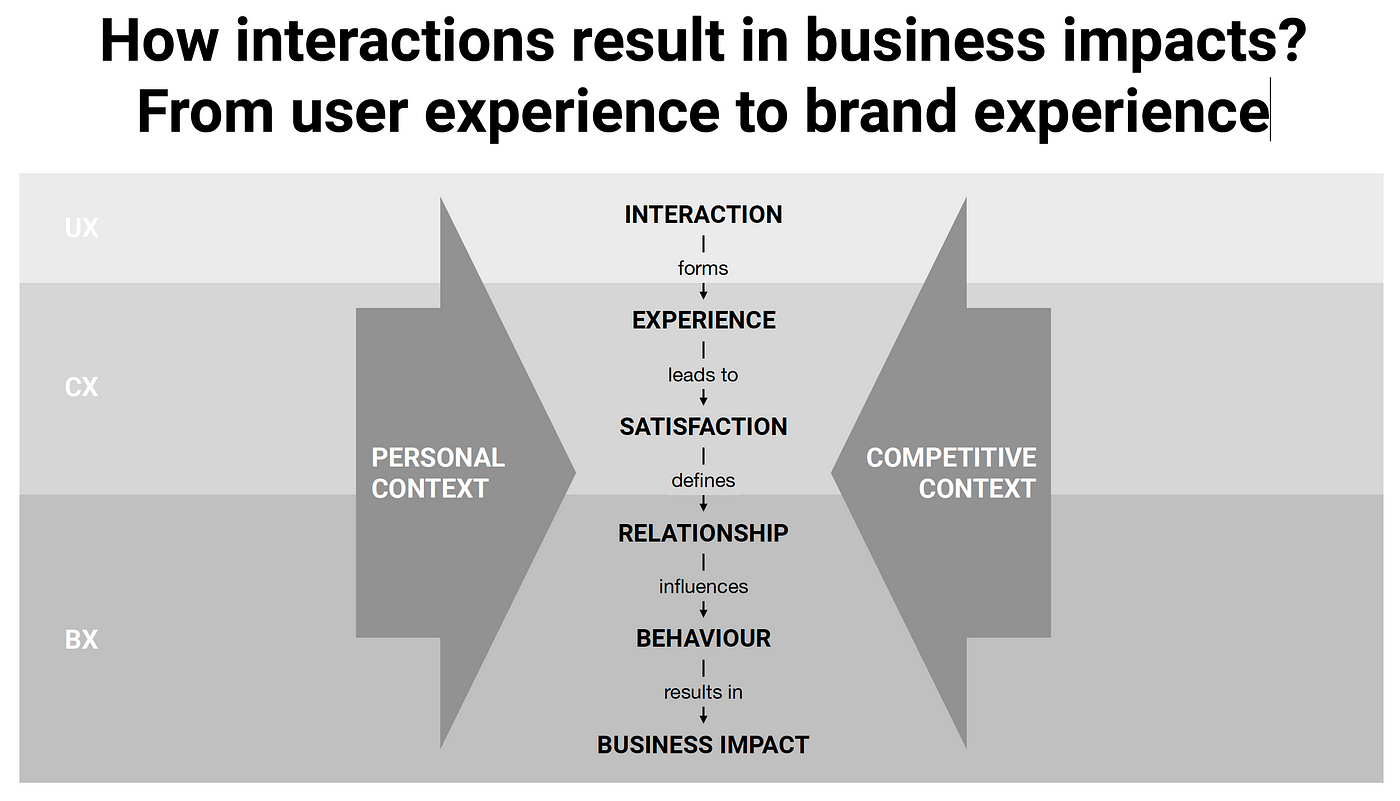 How interactions result in business impacts?
From user experience to brand experience
UX
INTERACTION
forms
EXPERIENCE
leads to
CX
SATISFACTION
PERSONAL
CONTEXT
COMPETITIVE
CONTEXT
defines
RELATIONSHIP
influences
BX
BEHAVIOUR
results in
BUSINESS IMPACT